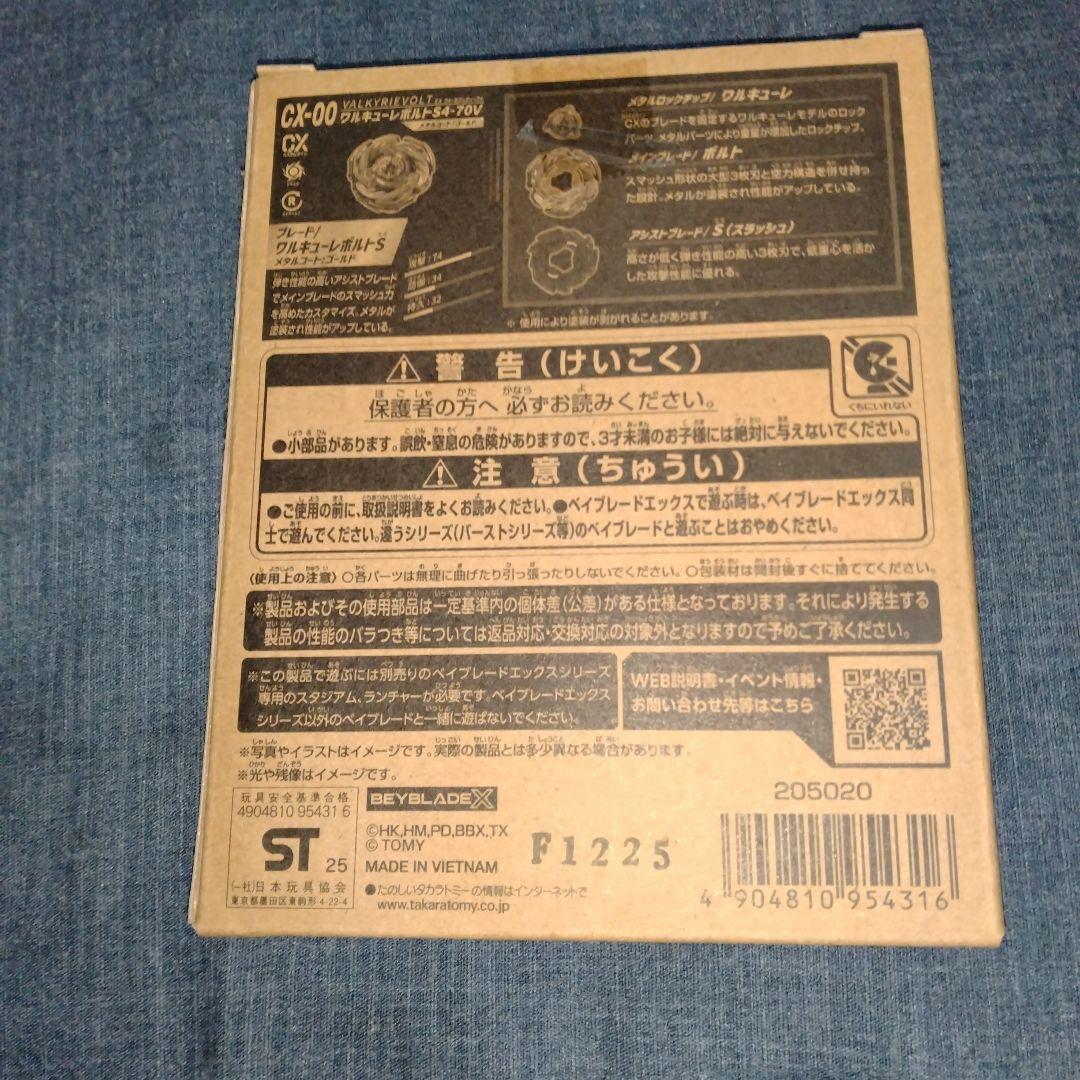 CX-00 VALKYRIEVOLT
ワルキューレボルトS4-70V
メタルコート:ゴールド
CX
R
ブレード/
ワルキューレボルトS
メタルコート:ゴールド
弾き性能の高いアシストブレード
でメインブレードのスマッシュ力
を高めたカスタマイズ。メタルが
塗装され性能がアップしている。
攻撃:74
防御:34
持久:32
メタルロックチップ/ ワルキューレ
CXのブレードを固定するワルキューレモデルのロック
パーツ。メタルパーツにより重量が増加したロックチップ。
メインブレード/ ボルト
スマッシュ形状の大型3枚刃と空力構造を併せ持っ
た設計。メタルが塗装され性能がアップしている。
アシストブレード/ S(スラッシュ)
高さが低く弾き性能の高い3枚刃で、低重心を活か
した攻撃性能に優れる。
※ 使用により塗装が剥がれることがあります。
警告(けいこく)
保護者の方へ 必ずお読みください。
●小部品があります。誤飲・窒息の危険がありますので、3才未満のお子様には絶対に与えないでください。
くちにいれない
注意(ちゅうい)
●ご使用の前に、取扱説明書をよくお読みください。●ベイブレードエックスで遊ぶ時は、ベイブレードエックス同
士で遊んでください。違うシリーズ(バーストシリーズ等)のベイブレードと遊ぶことはおやめください。
〈使用上の注意〉○各パーツは無理に曲げたり引っ張ったりしないでください。○包装材は開封後すぐに捨ててください。
※製品およびその使用部品は一定基準内の個体差(公差)がある仕様となっております。それにより発生する
製品の性能のバラつき等については返品対応・交換対応の対象外となりますので予めご了承ください。
※この製品で遊ぶには別売りのベイブレードエックスシリーズ
専用のスタジアム、ランチャーが必要です。ベイブレードエックス
シリーズ以外のベイブレードと一緒に遊ばないでください。
WEB説明書・イベント情報・
お問い合わせ先等はこちら
※写真やイラストはイメージです。実際の製品とは多少異なる場合があります。
※光や残像はイメージです。
玩具安全基準合格
4904810 95431 6
ST 25
(一社)日本玩具協会
東京都墨田区東駒形4-22-4
BEYBLADE X
©HK,HM,PD,BBX,TX
© TOMY
MADE IN VIETNAM
F1225
●たのしいタカラトミーの情報はインターネットで
www.takaratomy.co.jp
205020
4 904810 954316